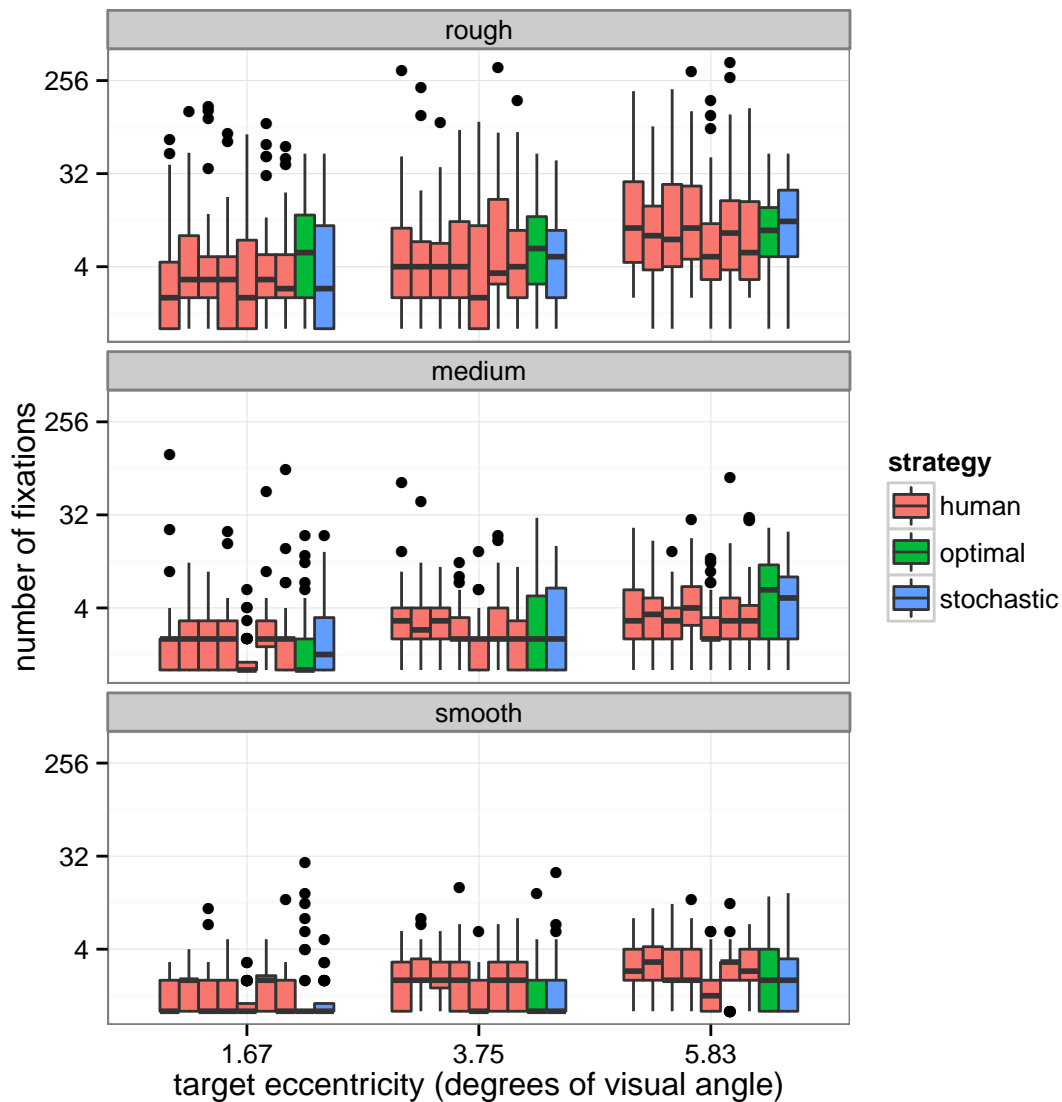 rough
256
32
4
medium
256
32
4
smooth
256
32
4
1.67 3.75 5.83
target eccentricity (degrees of visual angle)
number of fixations
strategy
human
optimal
stochastic